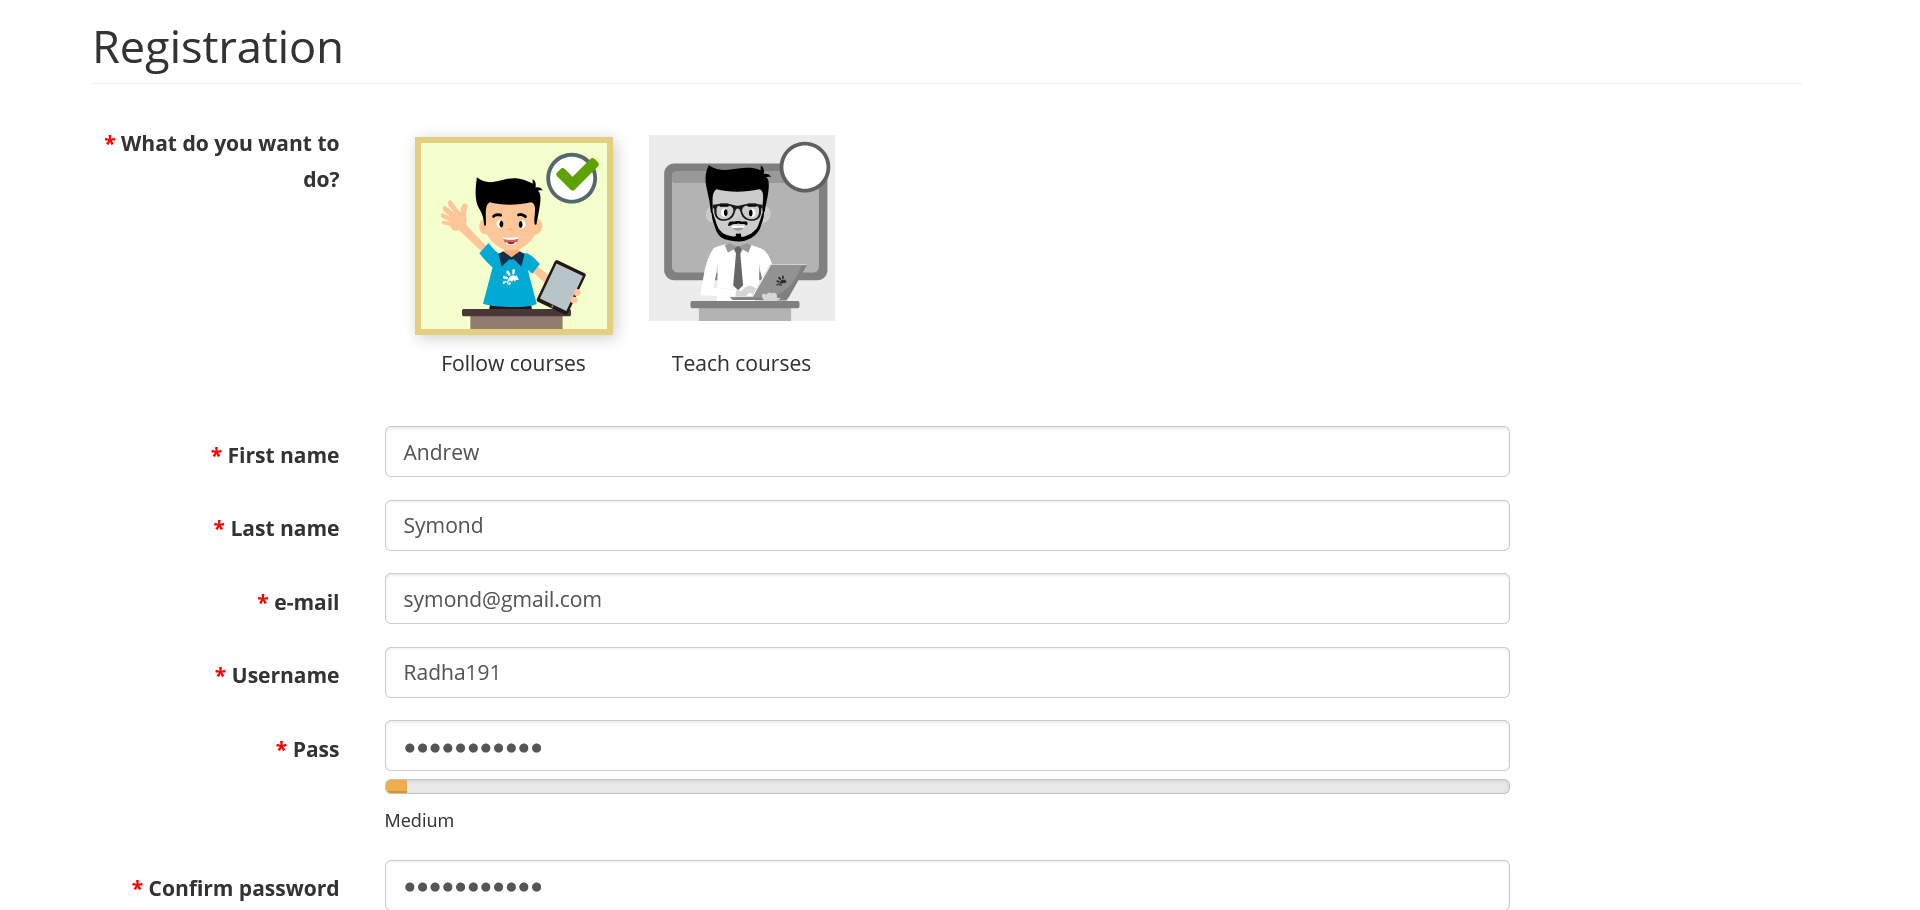 Registration
* What do you want to
do?
Follow courses
Teach courses
* First name
Andrew
* Last name
Symond
* e-mail
symond@gmail.com
* Username
Radha191
* Pass
•••••••••••
Medium
* Confirm password
•••••••••••